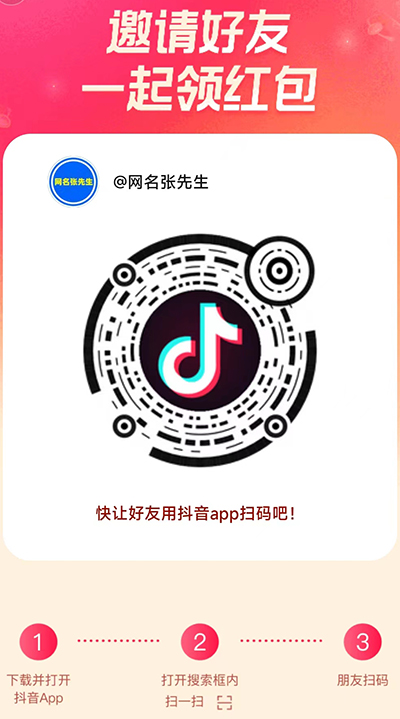 邀请好友
一起领红包
网名张先生
@网名张先生
快让好友用抖音app扫码吧！
1
2
3
下载并打开
抖音App
打开搜索框内
扫一扫
朋友扫码